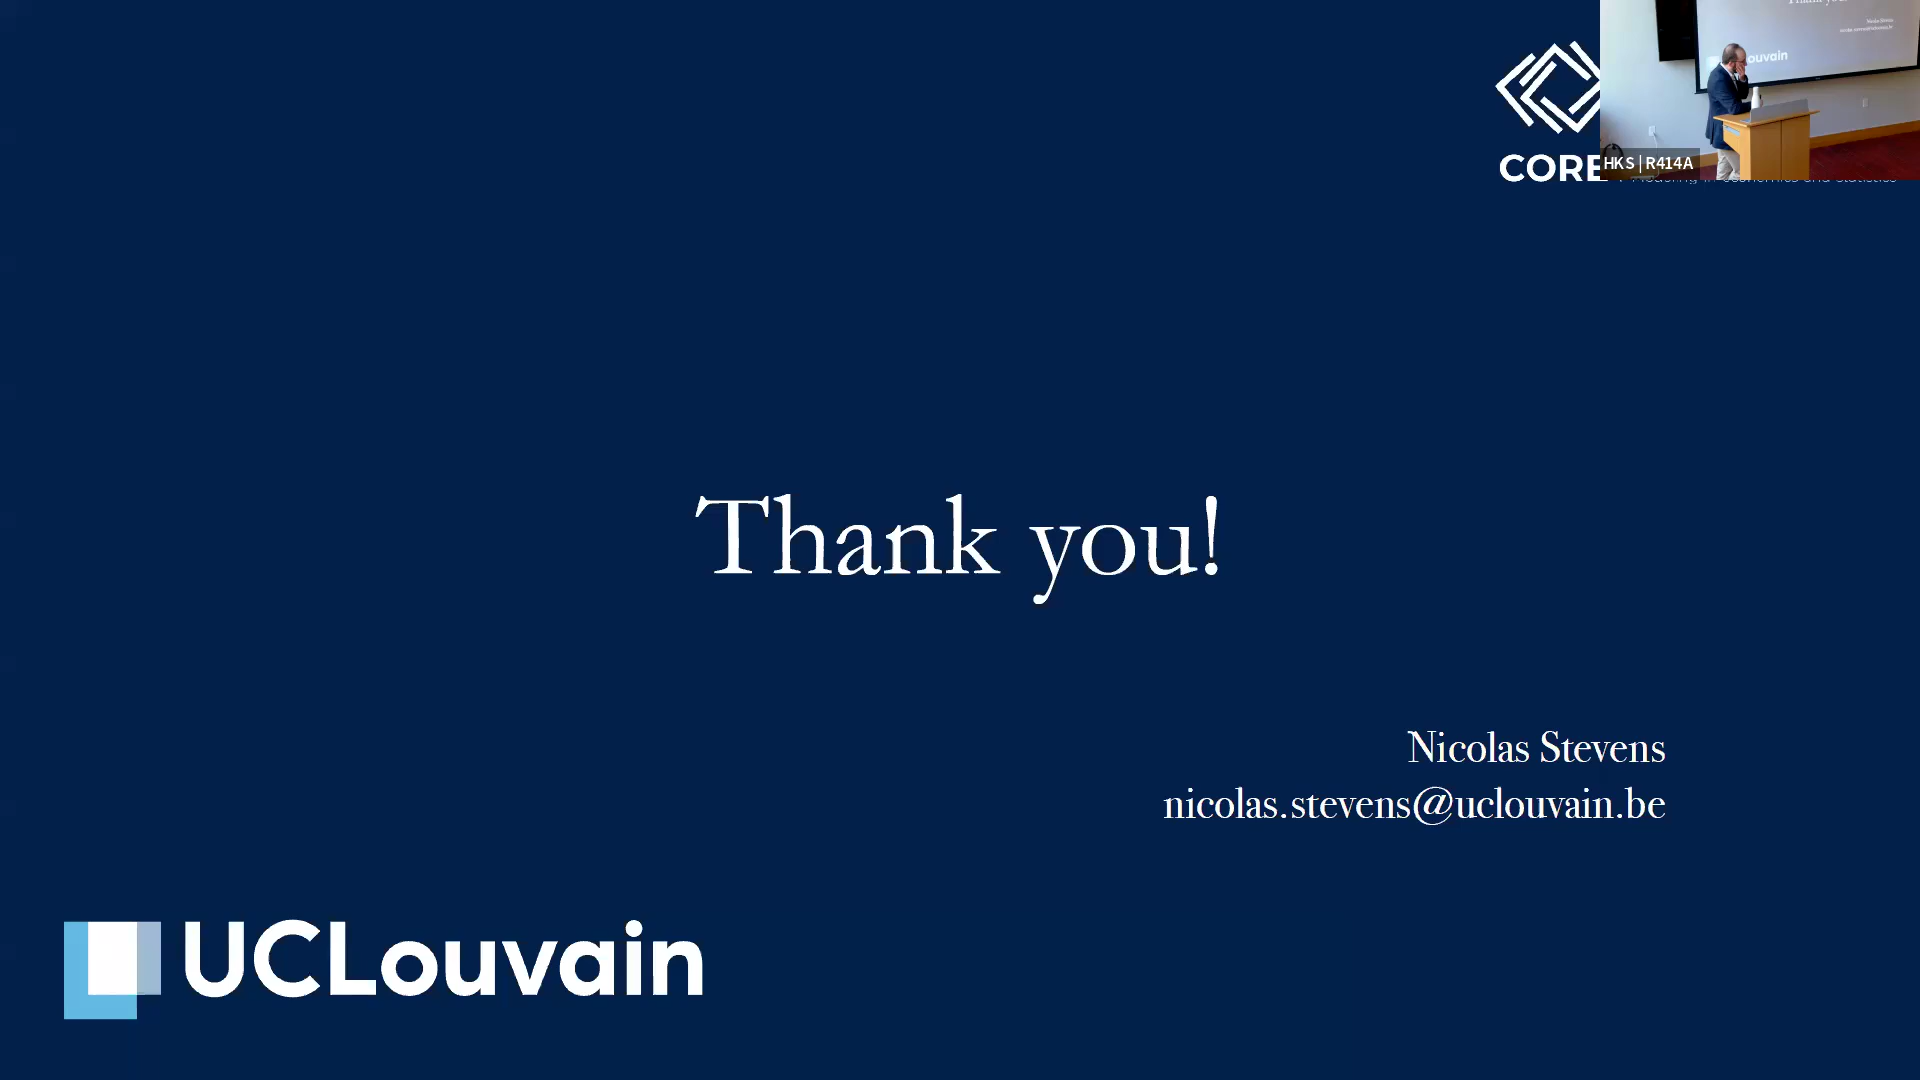 CORE
HKS | R414A
Thank you!
Nicolas Stevens
nicolas.stevens@uclouvain.be
UCLouvain